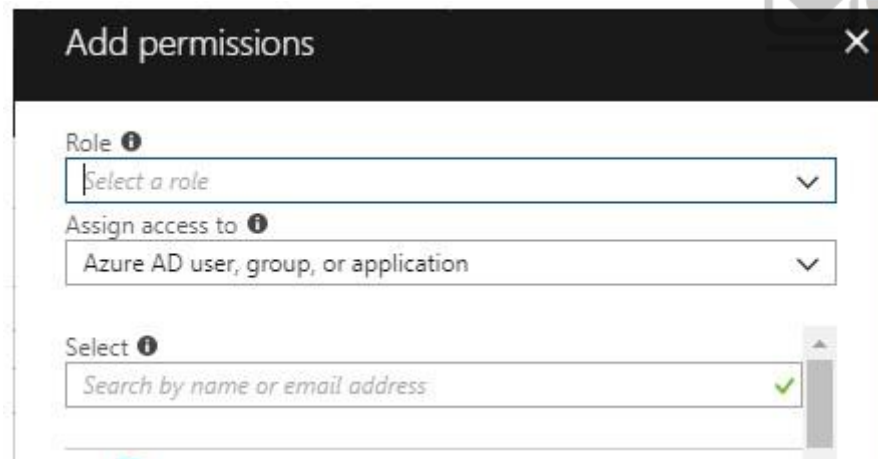 Add permissions
Role
Select a role
Assign access to
Azure AD user, group, or application
Select
Search by name or email address